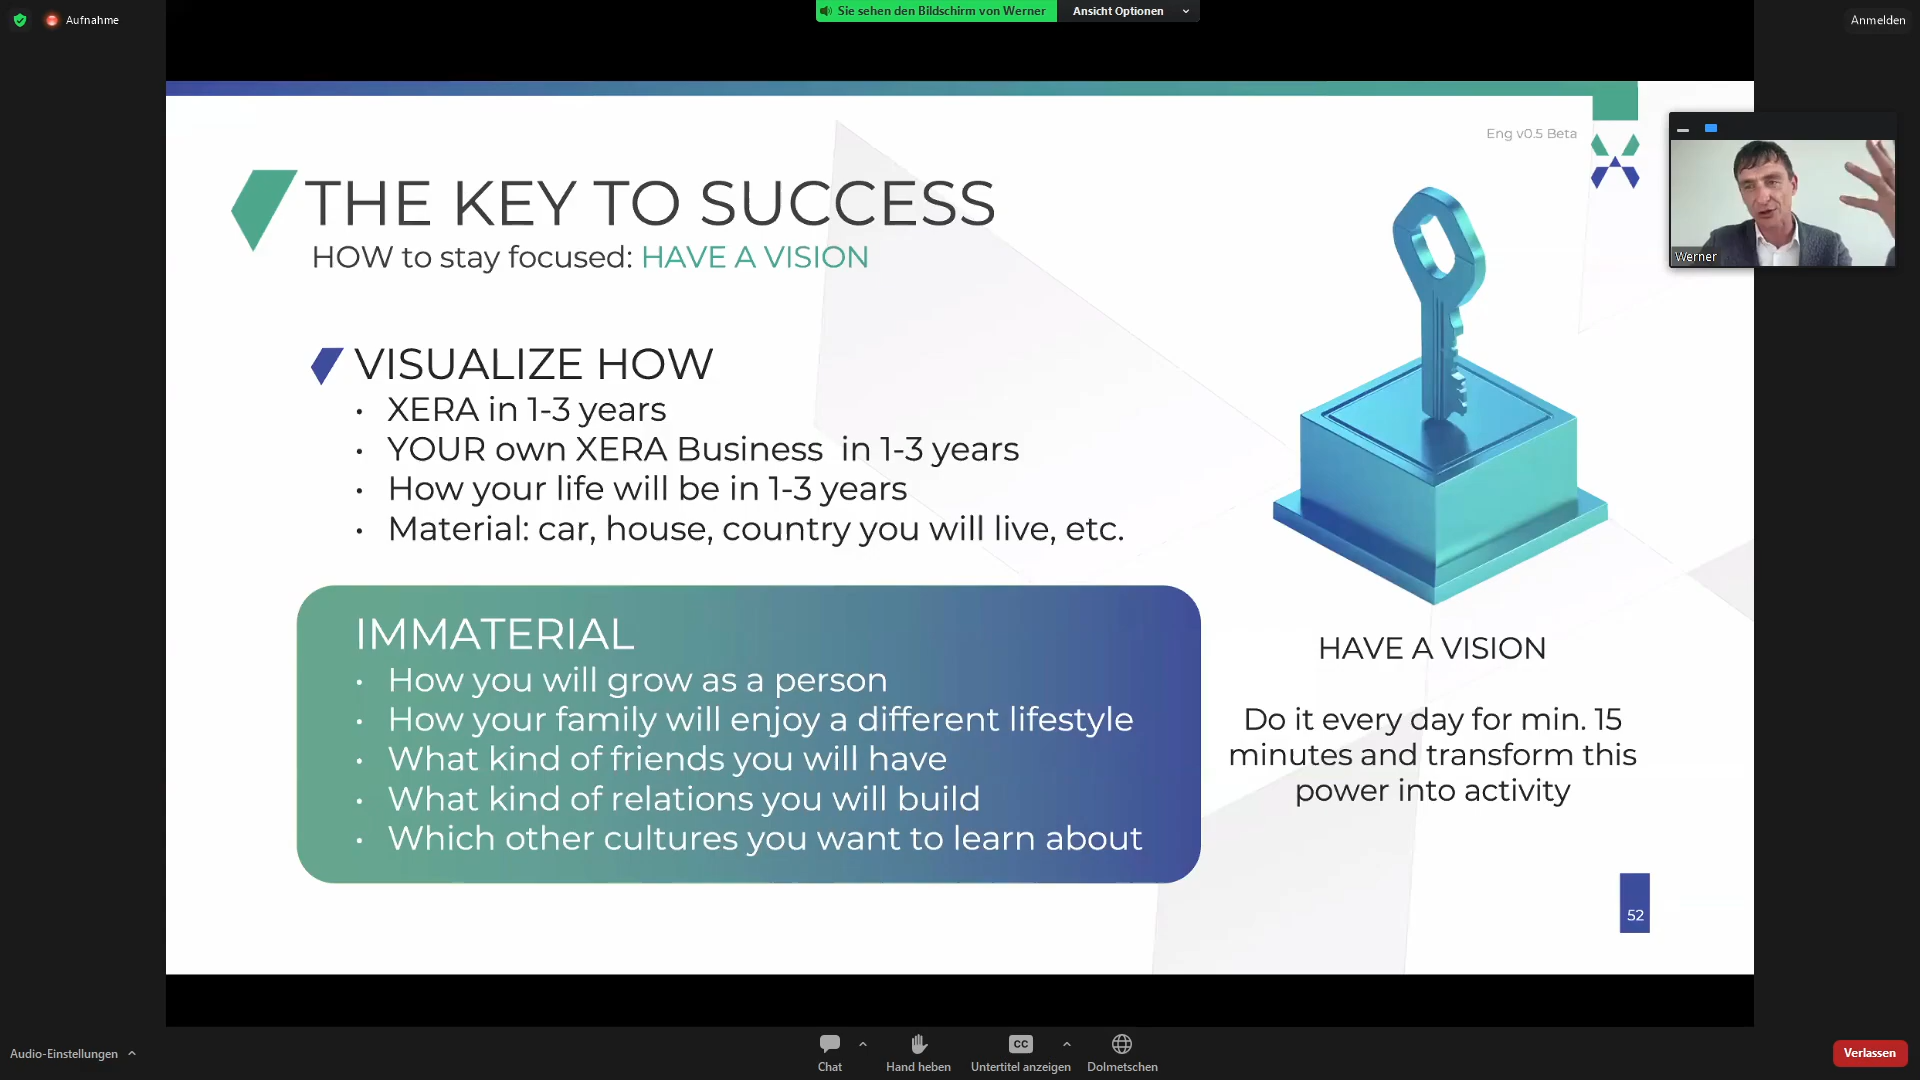 Aufnahme
Sie sehen den Bildschirm von Werner
Ansicht Optionen
Anmelden
Eng v0.5 Beta
THE KEY TO SUCCESS
HOW to stay focused: HAVE A VISION
Werner
VISUALIZE HOW
• XERA in 1-3 years
• YOUR own XERA Business in 1-3 years
• How your life will be in 1-3 years
• Material: car, house, country you will live, etc.
IMMATERIAL
• How you will grow as a person
• How your family will enjoy a different lifestyle
• What kind of friends you will have
• What kind of relations you will build
• Which other cultures you want to learn about
HAVE A VISION
Do it every day for min. 15
minutes and transform this
power into activity
52
Audio-Einstellungen
Chat
Hand heben
CC
Untertitel anzeigen
Dolmetschen
Verlassen